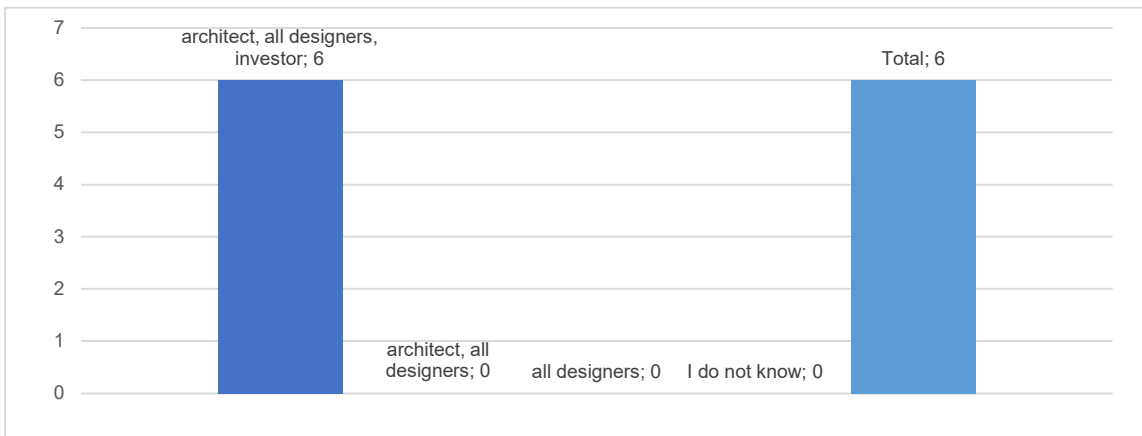 7
architect, all designers,
investor; 6
Total; 6
6
5
4
3
2
1
architect, all
designers; 0
all designers; 0
I do not know; 0
0